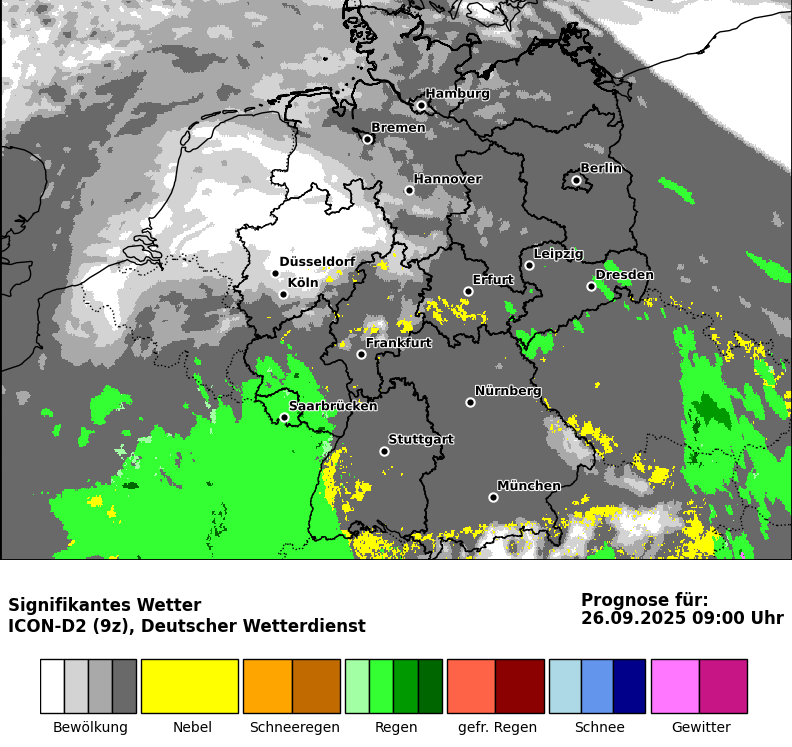 Hamburg
Bremen
Berlin
Hannover
Leipzig
Düsseldorf
Dresden
Köln
Erfurt
Frankfurt
Nürnberg
Saarbrücken
Stuttgart
München
Signifikantes Wetter
ICON-D2 (9z), Deutscher Wetterdienst
Prognose für:
26.09.2025 09:00 Uhr
Bewölkung Nebel Schneeregen Regen gefr. Regen Schnee Gewitter